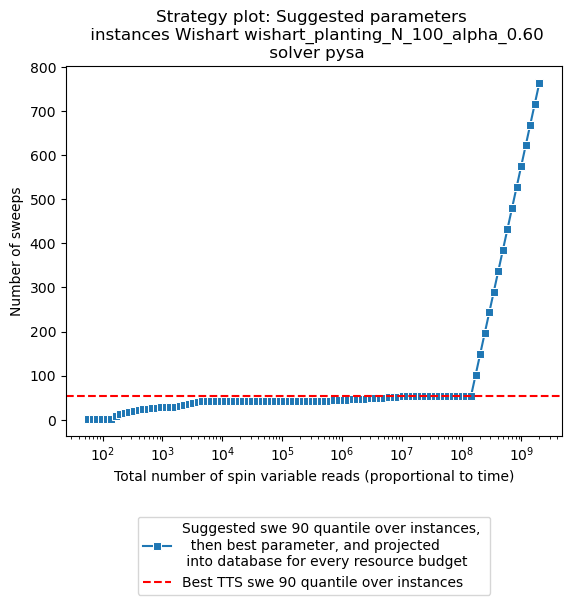 Strategy plot: Suggested parameters
instances Wishart wishart_planting_N_100_alpha_0.60
solver pysa
800
700
600
500
400
300
200
100
0
Number of sweeps
10² 10³ 10⁴ 10⁵ 10⁶ 10⁷ 10⁸ 10⁹
Total number of spin variable reads (proportional to time)
Suggested swe 90 quantile over instances,
then best parameter, and projected
into database for every resource budget
Best TTS swe 90 quantile over instances